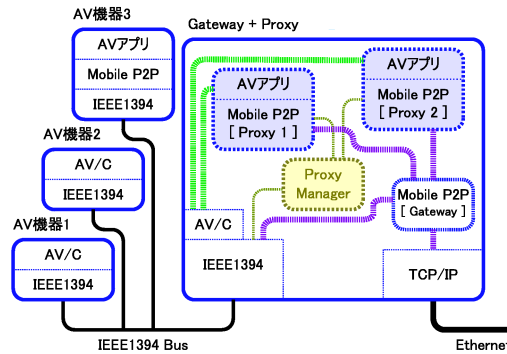 AV機器3
AVアプリ
Mobile P2P
IEEE1394
AV機器2
AV/C
IEEE1394
AV機器1
AV/C
IEEE1394
Gateway + Proxy
AVアプリ
Mobile P2P
[ Proxy 1 ]
AVアプリ
Mobile P2P
[ Proxy 2 ]
Proxy
Manager
Mobile P2P
[ Gateway ]
AV/C
IEEE1394
TCP/IP
IEEE1394 Bus
Ethernet